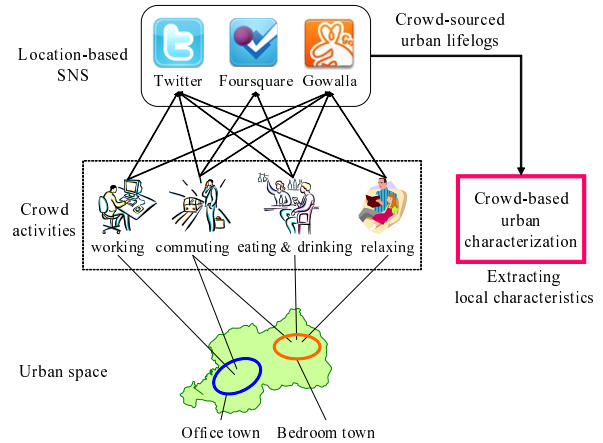 Location-based
SNS
Twitter Foursquare Gowalla
Crowd-sourced
urban lifelogs
Crowd
activities
working commuting eating & drinking relaxing
Crowd-based
urban
characterization
Extracting
local characteristics
Urban space
Office town Bedroom town